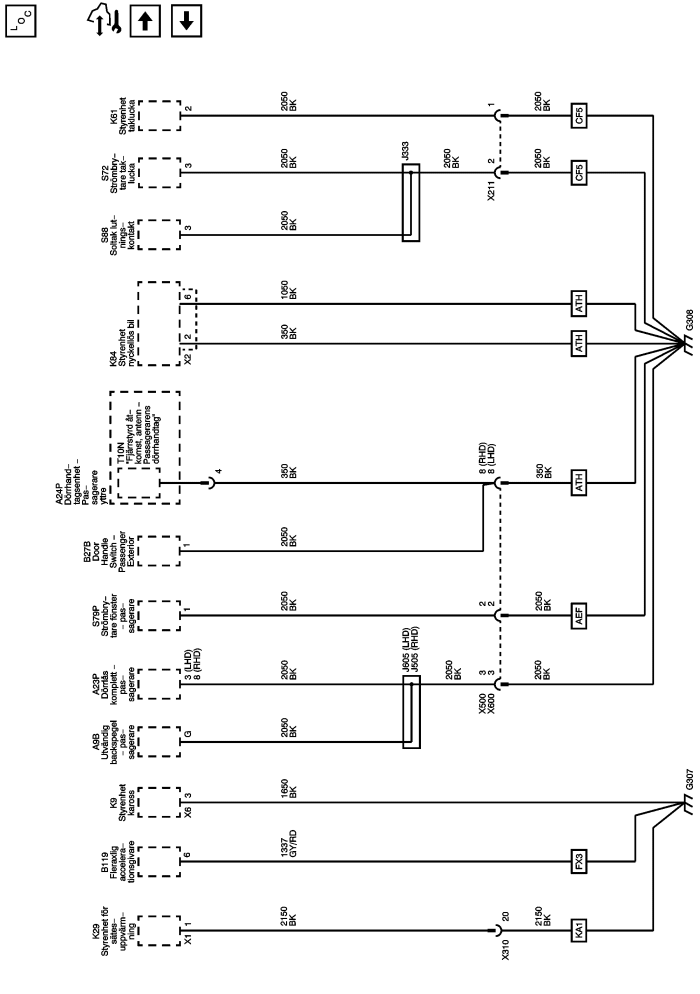 LOC
K61
Styrenhet
taklucka
2
2050
BK
1
2050
BK
CF5
S72
Strömbry–
tare tak–
lucka
3
2050
BK
J333
2050
BK
2
X211
2050
BK
CF5
S88
Soltak lut–
nings–
kontakt
3
2050
BK
K84
Styrenhet
nyckellös bil
6
1050
BK
ATH
2
X2
350
BK
ATH
G308
A24P
Dörrhand–
tagsenhet –
Pas–
sagerare
yttre
T10N
"Fjärrstyrd åt–
komst, antenn –
Passagerarens
dörrhandtag"
4
350
BK
8 (RHD)
8 (LHD)
350
BK
ATH
B27B
Door
Handle
Switch –
Passenger
Exterior
1
2050
BK
S79P
Strömbry–
tare fönster
– pas–
sagerare
1
2050
BK
2
2
2050
BK
AEF
A23P
Dörrlås
komplett –
pas–
sagerare
3 (LHD)
8 (RHD)
2050
BK
J605 (LHD)
J505 (RHD)
2050
BK
3
3
X500
X600
2050
BK
A9B
Utvändig
backspegel
– pas–
sagerare
G
2050
BK
K9
Styrenhet
kaross
3
X6
1650
BK
G307
B119
Fleraxlig
accelera–
tionsgivare
6
1337
GY/RD
FX3
K29
Styrenhet för
sätes–
uppvärm–
ning
1
X1
2150
BK
20
X310
2150
BK
KA1